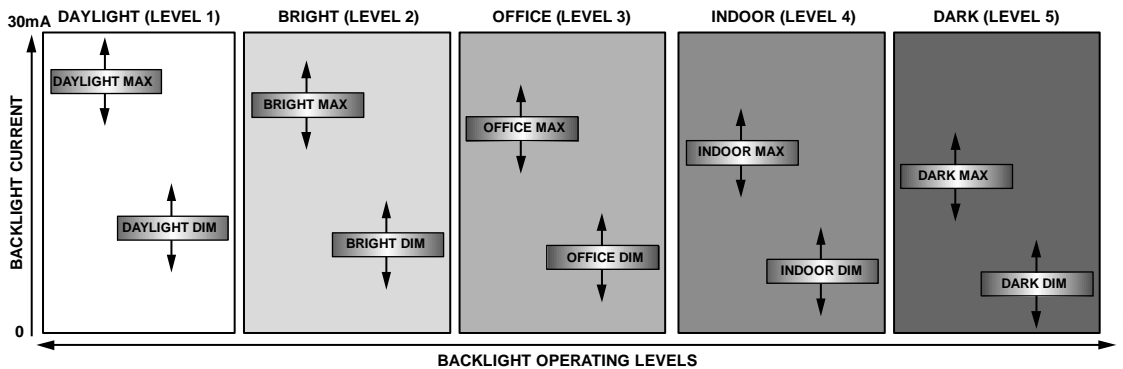 DAYLIGHT (LEVEL 1) BRIGHT (LEVEL 2) OFFICE (LEVEL 3) INDOOR (LEVEL 4) DARK (LEVEL 5)
30mA
DAYLIGHT MAX
BRIGHT MAX
OFFICE MAX
INDOOR MAX
DARK MAX
BACKLIGHT CURRENT
DAYLIGHT DIM
BRIGHT DIM
OFFICE DIM
INDOOR DIM
DARK DIM
0
BACKLIGHT OPERATING LEVELS